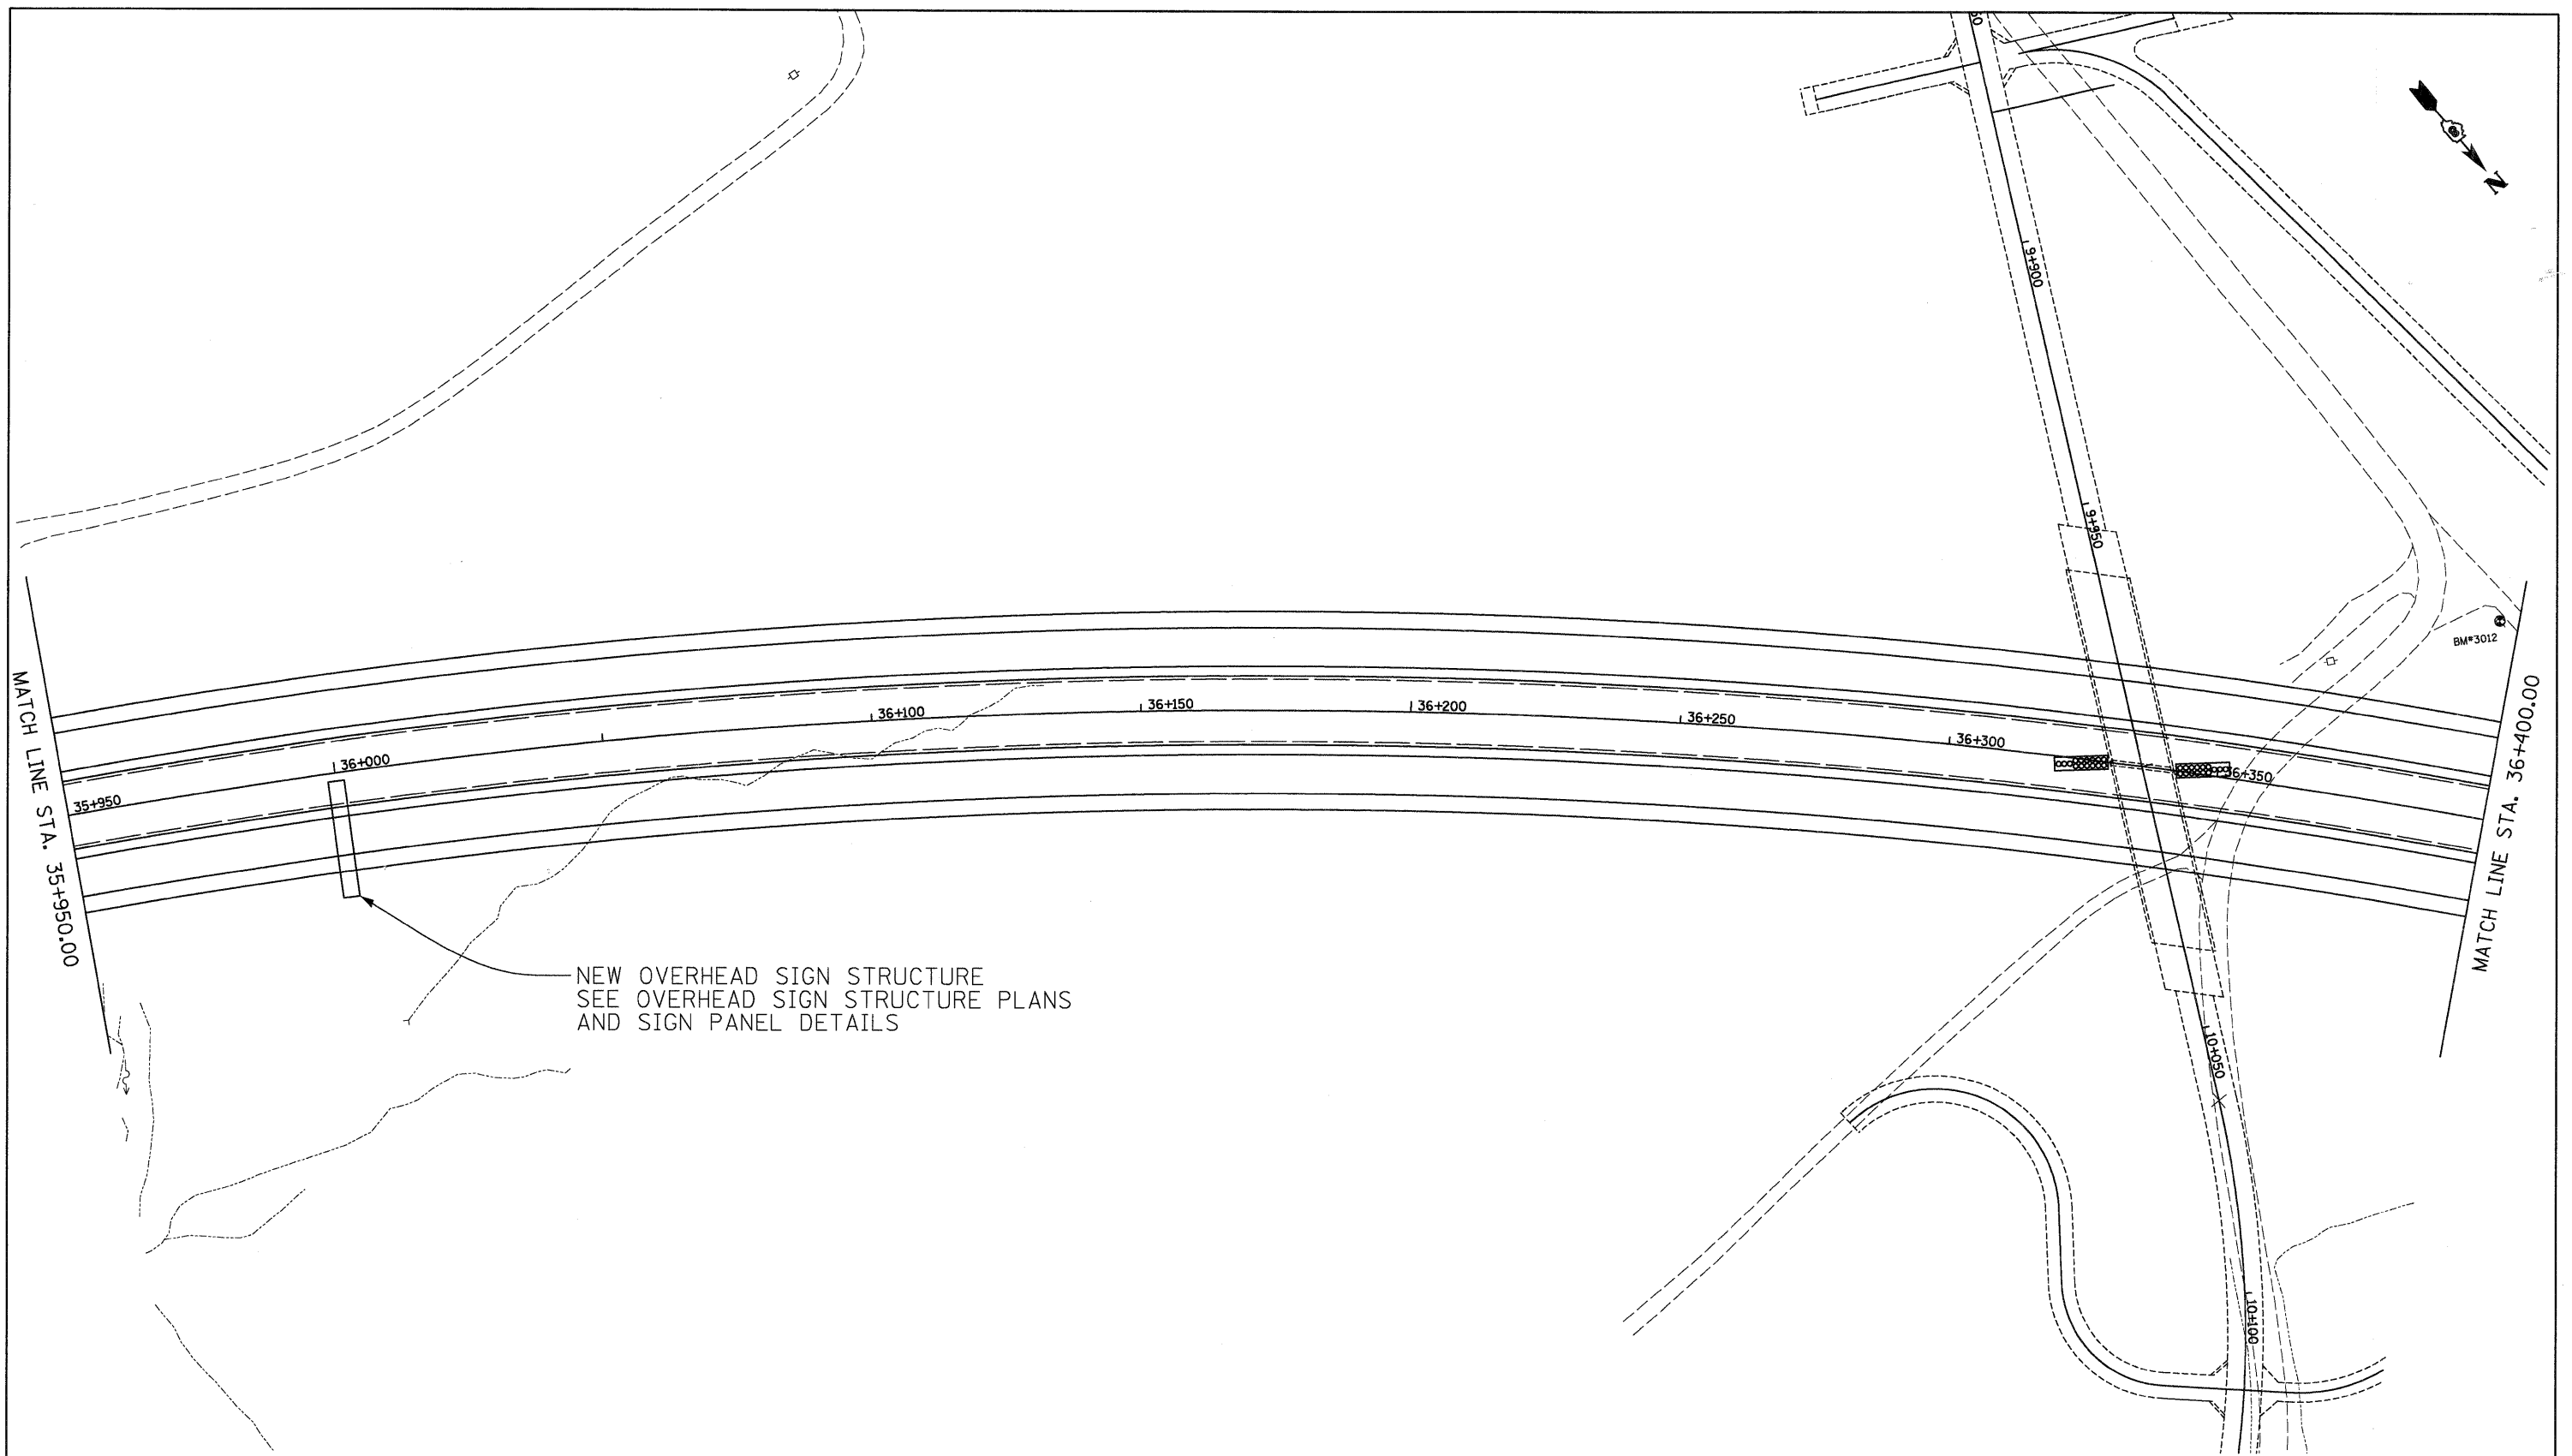 50
N
9+900
9+950
BM#3012
36+100
36+150
36+200
36+250
36+300
36+350
36+000
35+950
MATCH LINE STA. 35+950.00
MATCH LINE STA. 36+400.00
NEW OVERHEAD SIGN STRUCTURE
SEE OVERHEAD SIGN STRUCTURE PLANS
AND SIGN PANEL DETAILS
10+050
10+100